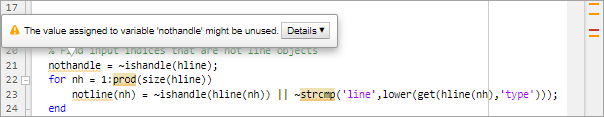 17
The value assigned to variable 'nothandle' might be unused. Details ▼
20 % Find input indices that are not line objects
21 nothandle = ~ishandle(hline);
22 for nh = 1:prod(size(hline))
23 notline(nh) = ~ishandle(hline(nh)) || ~strcmp('line',lower(get(hline(nh),'type')));
24 end